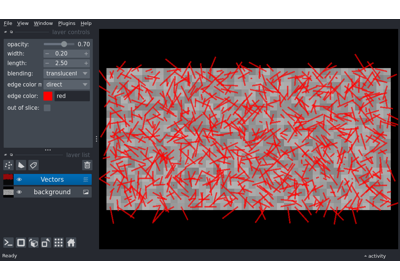 File View Window Plugins Help
layer controls
opacity: 0.70
width: - 0.20 +
length: - 2.50 +
blending: translucent
edge color m direct
edge color: red
out of slice:
layer list
Vectors
background
Ready
activity